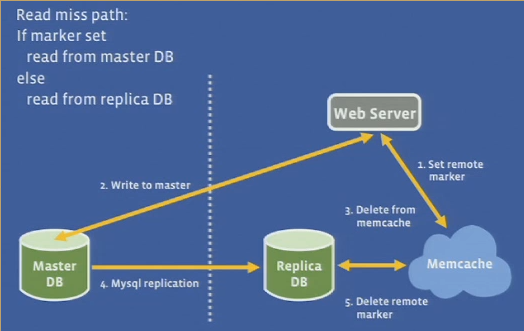 Read miss path:
If marker set
read from master DB
else
read from replica DB
Web Server
1. Set remote
marker
2. Write to master
3. Delete from
memcache
Master
DB
4. Mysql replication
Replica
DB
Memcache
5. Delete remote
marker